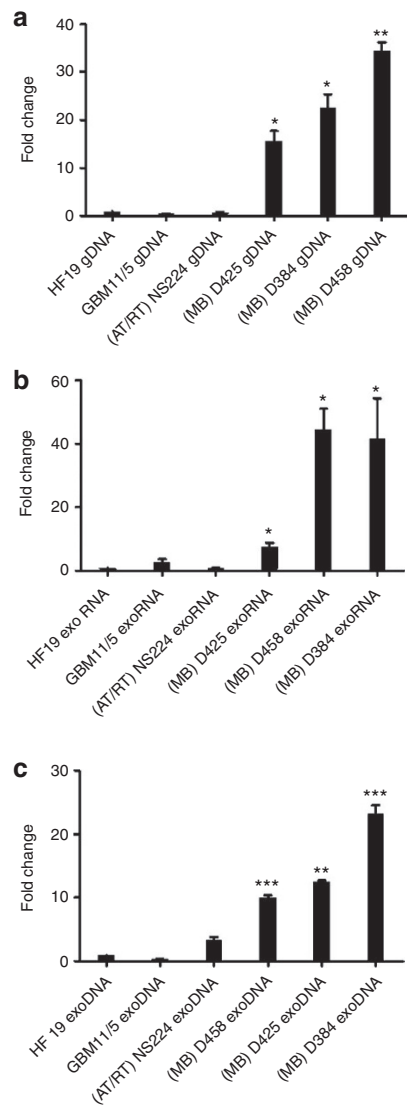 a
Fold change
40
30
20
10
0
*
*
**
HF19 gDNA
GBM11/5 gDNA
(AT/RT) NS224 gDNA
(MB) D425 gDNA
(MB) D384 gDNA
(MB) D458 gDNA
b
Fold change
60
40
20
0
*
*
*
HF19 exo RNA
GBM11/5 exoRNA
(AT/RT) NS224 exoRNA
(MB) D425 exoRNA
(MB) D458 exoRNA
(MB) D384 exoRNA
c
Fold change
30
20
10
0
***
**
***
HF 19 exoDNA
GBM11/5 exoDNA
(AT/RT) NS224 exoDNA
(MB) D458 exoDNA
(MB) D425 exoDNA
(MB) D384 exoDNA